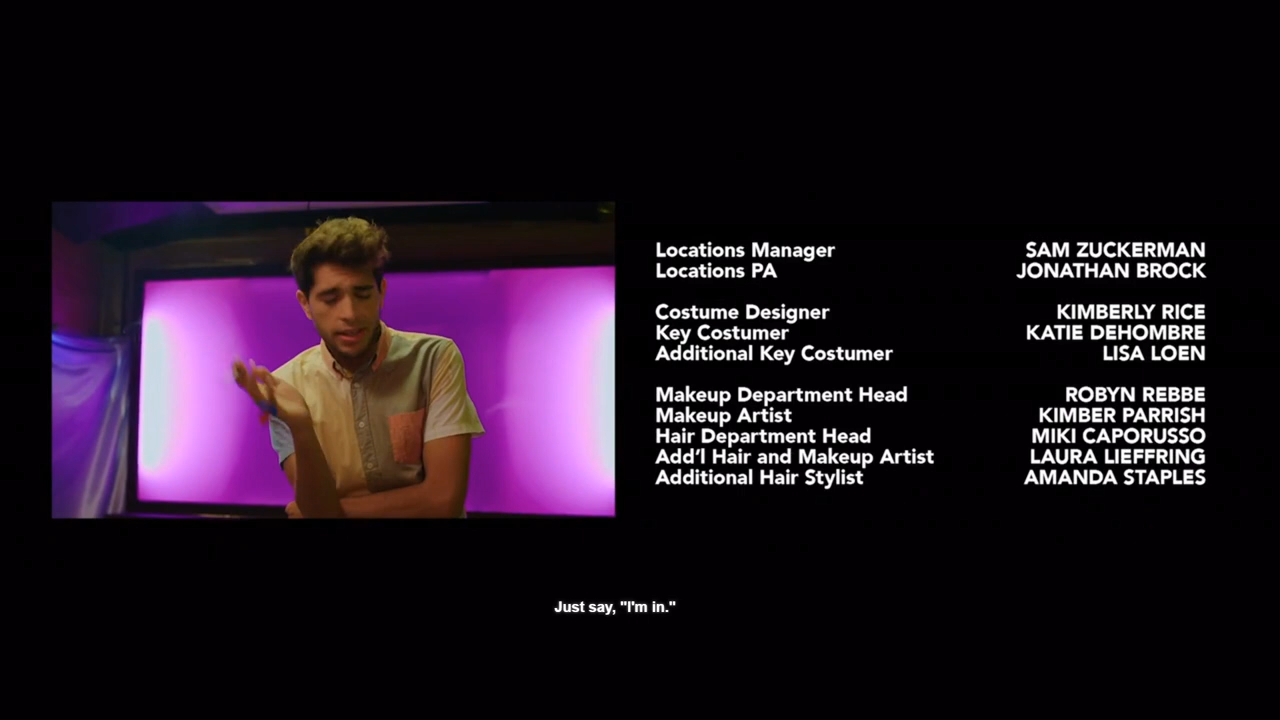 Locations Manager SAM ZUCKERMAN
Locations PA JONATHAN BROCK
Costume Designer KIMBERLY RICE
Key Costumer KATIE DEHOMBRE
Additional Key Costumer LISA LOEN
Makeup Department Head ROBYN REBBE
Makeup Artist KIMBER PARRISH
Hair Department Head MIKI CAPORUSSO
Add'l Hair and Makeup Artist LAURA LIEFFRING
Additional Hair Stylist AMANDA STAPLES
Just say, "I'm in."